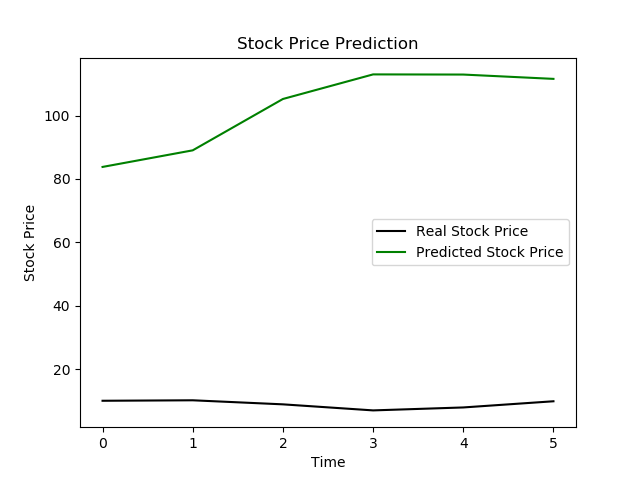 Stock Price Prediction
Stock Price
100
80
60
40
20
Real Stock Price
Predicted Stock Price
0 1 2 3 4 5
Time